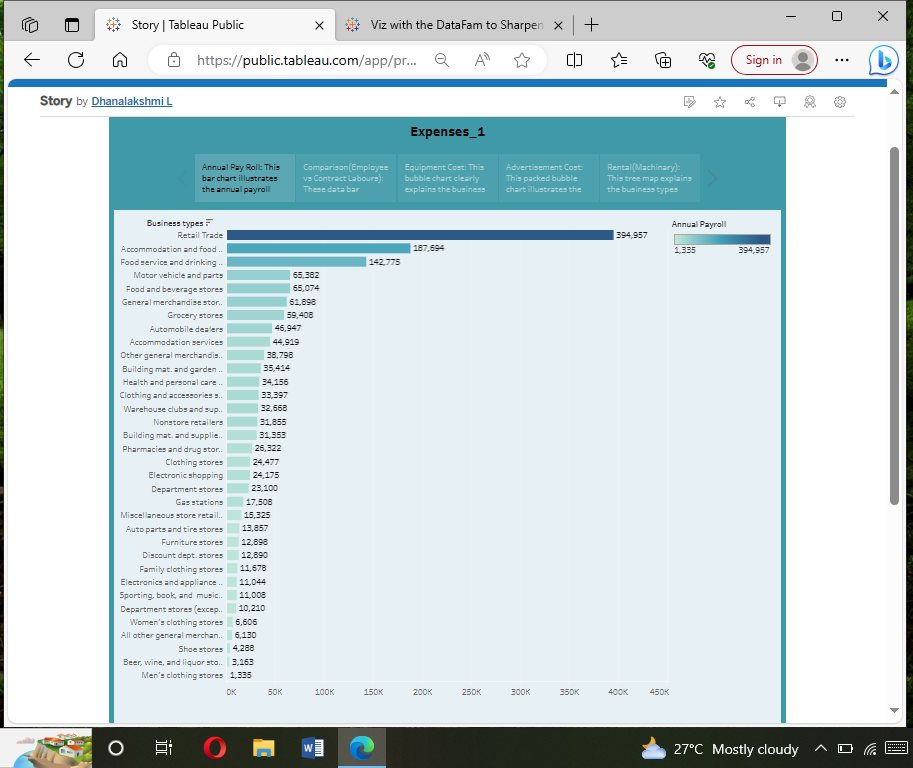 Story | Tableau Public
Viz with the DataFam to Sharpen
https://public.tableau.com/app/pr...
Sign in
Story by Dhanalakshmi L
Expenses_1
Annual Pay Roll: This
bar chart illustrates
the annual payroll
Comparison(Employee
vs Contract Labours):
These data bar
Equipment Cost: This
bubble chart clearly
explains the business
Advertisement Cost:
This packed bubble
chart illustrates the
Rental(Machinary):
This tree map explains
the business types
Business types
Retail Trade 394,957
Accommodation and food .. 187,694
Food service and drinking .. 142,775
Motor vehicle and parts 65,382
Food and beverage stores 65,074
General merchandise stor.. 61,898
Grocery stores 59,408
Automobile dealers 46,947
Accommodation services 44,919
Other general merchandis.. 38,798
Building mat. and garden .. 35,414
Health and personal care .. 34,156
Clothing and accessories s.. 33,397
Warehouse clubs and sup.. 32,668
Nonstore retailers 31,855
Building mat. and supplie.. 31,353
Pharmacies and drug stor.. 26,322
Clothing stores 24,477
Electronic shopping 24,175
Department stores 23,100
Gas stations 17,508
Miscellaneous store retail.. 15,325
Auto parts and tire stores 13,857
Furniture stores 12,898
Discount dept. stores 12,890
Family clothing stores 11,678
Electronics and appliance .. 11,044
Sporting, book, and music.. 11,008
Department stores (excep.. 10,210
Women's clothing stores 6,606
All other general merchan.. 6,130
Shoe stores 4,288
Beer, wine, and liquor sto.. 3,163
Men's clothing stores 1,335
0K 50K 100K 150K 200K 250K 300K 350K 400K 450K
Annual Payroll
1,335 394,957
27°C Mostly cloudy